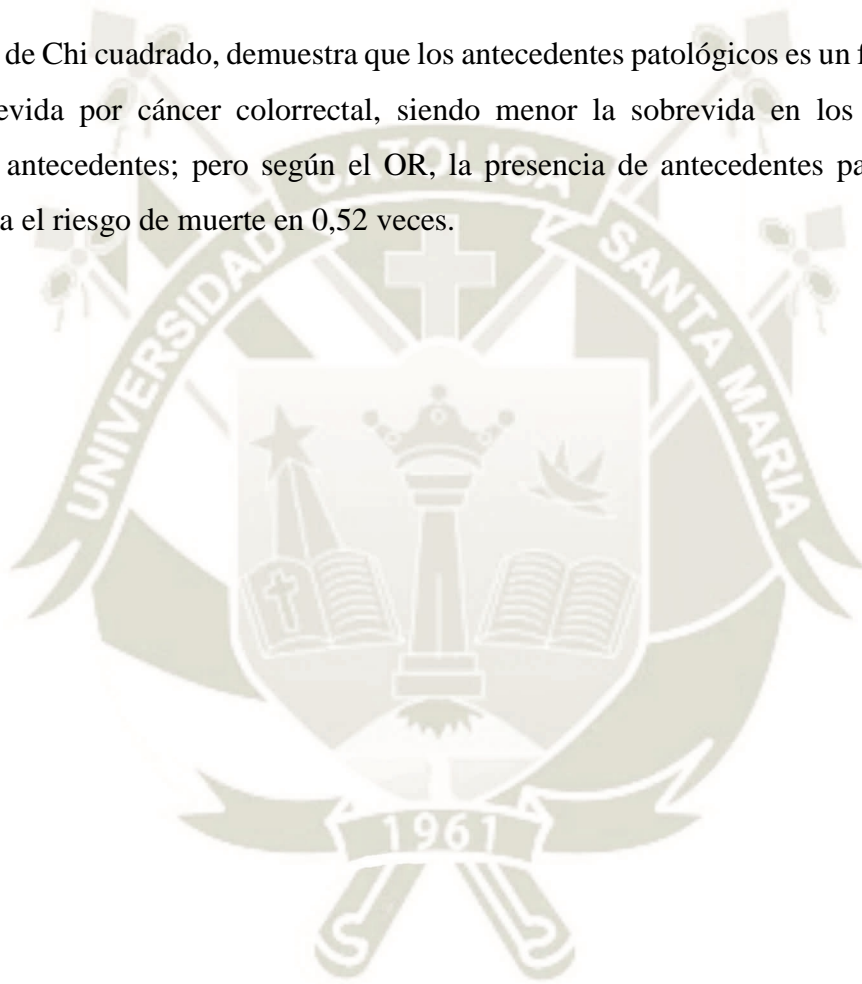 de Chi cuadrado, demuestra que los antecedentes patológicos es un
por cáncer colorrectal, siendo menor la sobrevida en los
antecedentes; pero según el OR, la presencia de antecedentes
el riesgo de muerte en 0,52 veces.
UNIVERSIDAD CATOLICA SANTA MARIA
1961